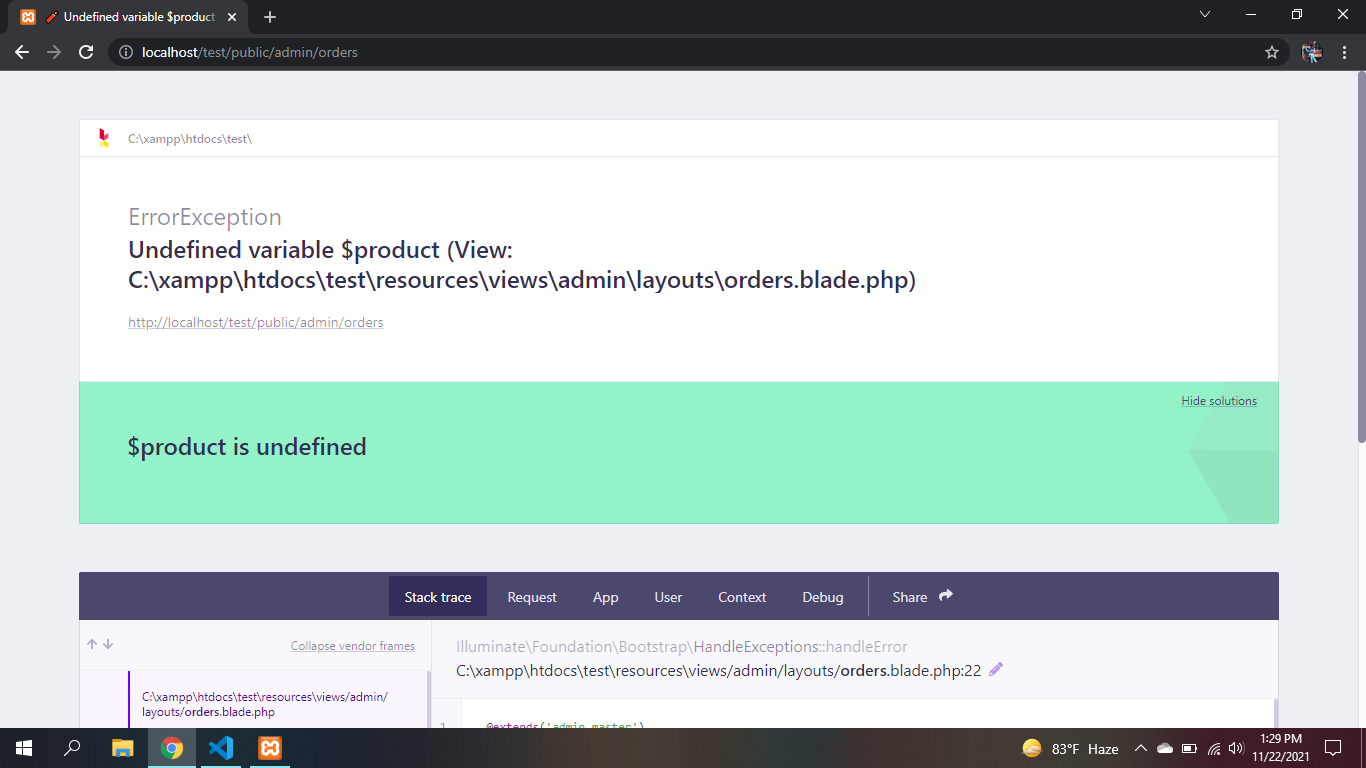 Undefined variable $product
localhost/test/public/admin/orders
C:\xampp\htdocs\test\
ErrorException
Undefined variable $product (View:
C:\xampp\htdocs\test\resources\views\admin\layouts\orders.blade.php)
http://localhost/test/public/admin/orders
Hide solutions
$product is undefined
Stack trace Request App User Context Debug Share
Collapse vendor frames
Illuminate\Foundation\Bootstrap\HandleExceptions::handleError
C:\xampp\htdocs\test\resources\views/admin/layouts/orders.blade.php:22
C:\xampp\htdocs\test\resources\views/admin/
layouts/orders.blade.php
1 @extends('admin.master')
83°F Haze
1:29 PM
11/22/2021